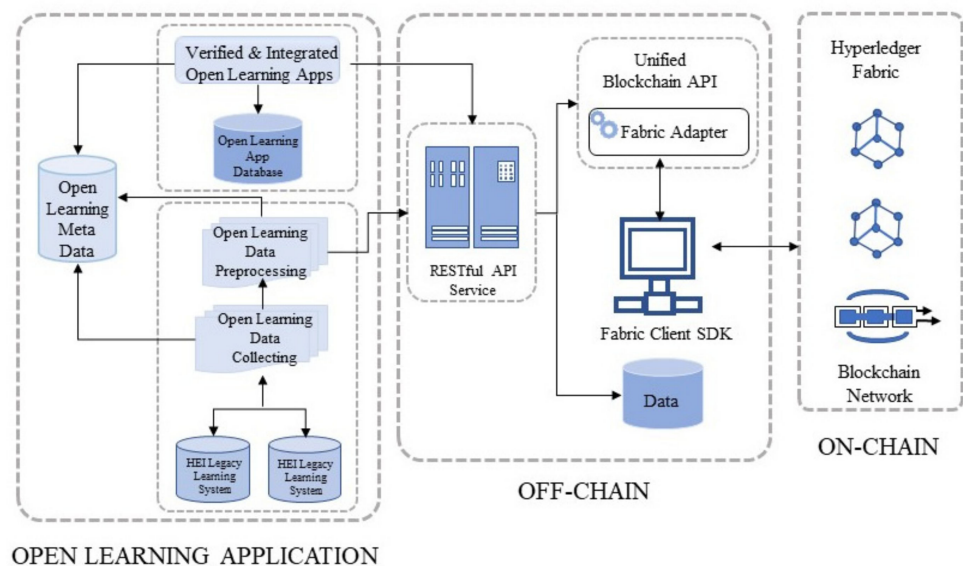 Verified & Integrated
Open Learning Apps
Open Learning
App
Database
Open
Learning
Meta
Data
Open Learning
Data
Preprocessing
Open Learning
Data
Collecting
HEI Legacy
Learning
System
HEI Legacy
Learning
System
OPEN LEARNING APPLICATION
RESTful API
Service
Unified
Blockchain API
Fabric Adapter
Fabric Client SDK
Data
OFF-CHAIN
Hyperledger
Fabric
Blockchain
Network
ON-CHAIN